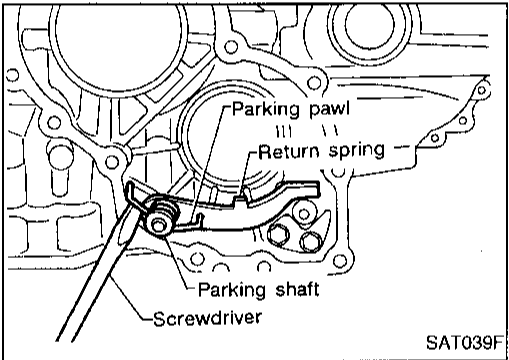 Parking pawl
Return spring
Parking shaft
Screwdriver
SAT039F